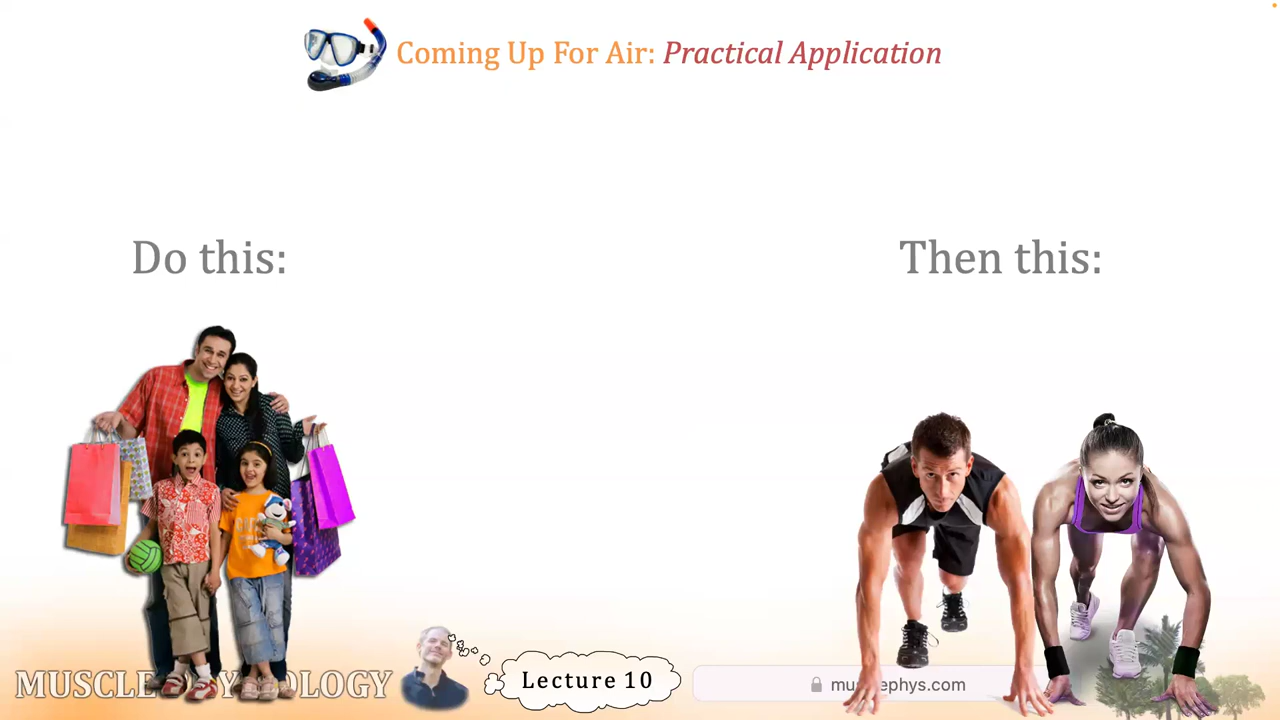 Coming Up For Air: Practical Application
Do this:
Then this:
Lecture 10